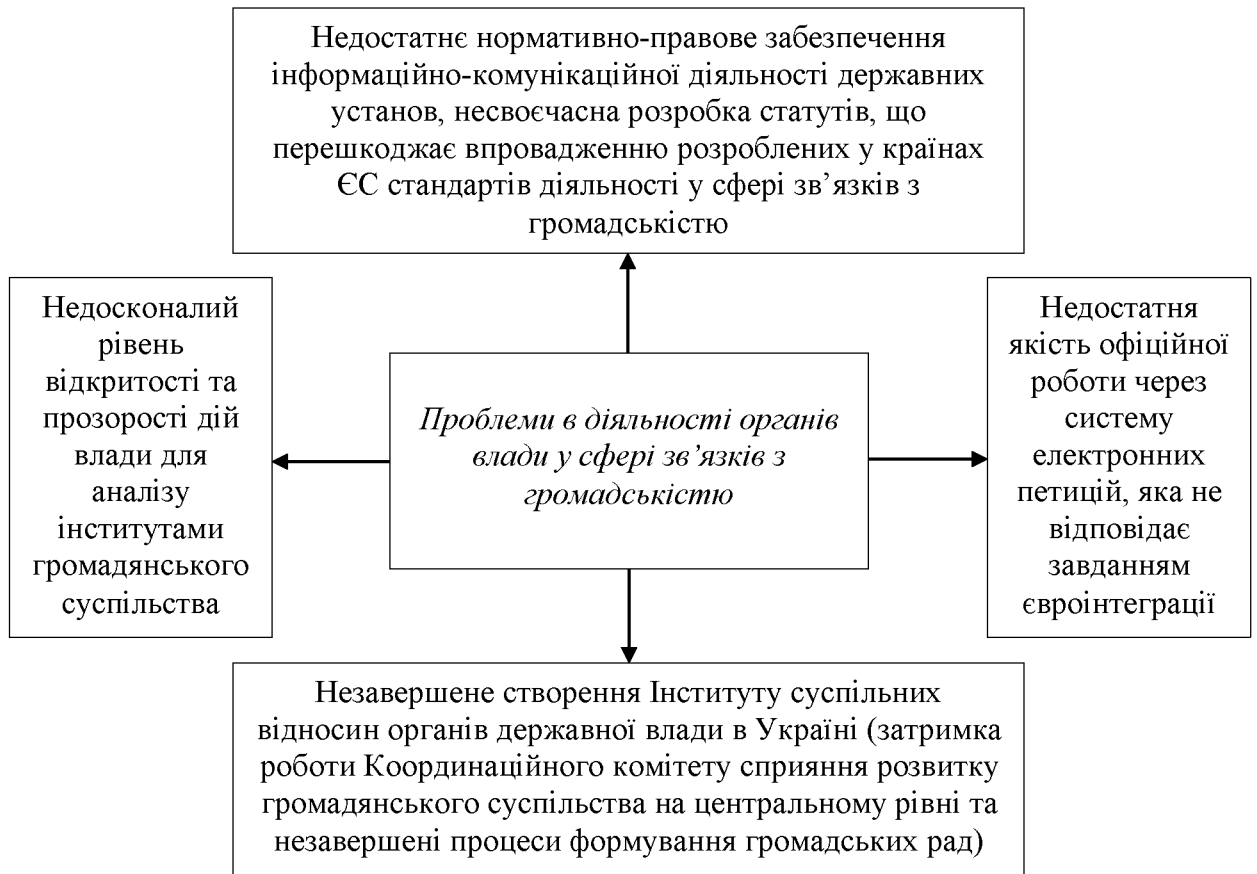 Недостатнє нормативно-правове забезпечення
інформаційно-комунікаційної діяльності державних
установ, несвоєчасна розробка статутів, що
перешкоджає впровадженню розроблених у країнах
ЄС стандартів діяльності у сфері зв’язків з
громадськістю
Недосконалий
рівень
відкритості та
прозорості дій
влади для
аналізу
інститутами
громадянського
суспільства
Проблеми в діяльності органів
влади у сфері зв’язків з
громадськістю
Недостатня
якість офіційної
роботи через
систему
електронних
петицій, яка не
відповідає
завданням
євроінтеграції
Незавершене створення Інституту суспільних
відносин органів державної влади в Україні (затримка
роботи Координаційного комітету сприяння розвитку
громадянського суспільства на центральному рівні та
незавершені процеси формування громадських рад)